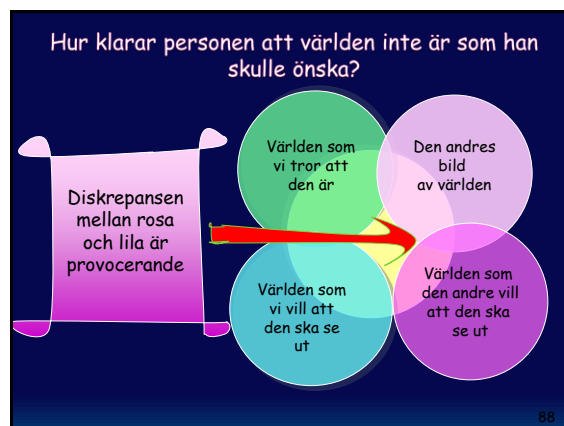 Hur klarar personen att världen inte är som han
skulle önska?
Diskrepansen
mellan rosa
och lila är
provocerande
Världen som
vi tror att
den är
Den andres
bild
av världen
Världen som
vi vill att
den ska se
ut
Världen som
den andre vill
att den ska
se ut
88